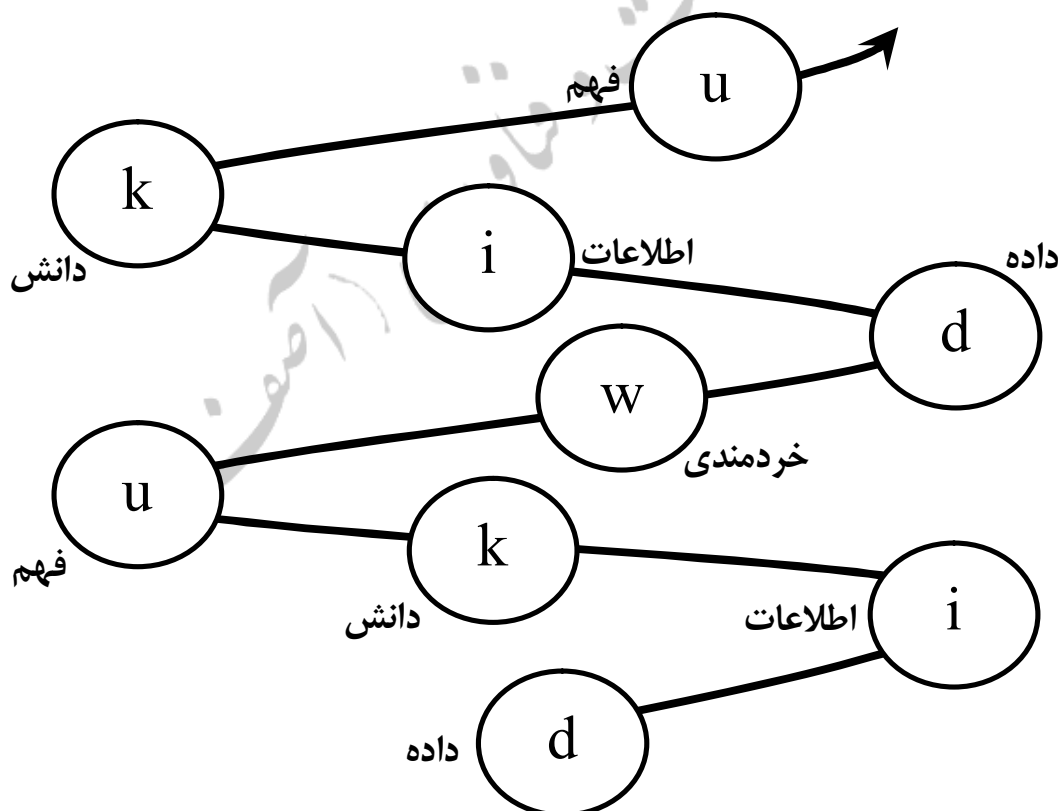 u
فهم
k
دانش
i
اطلاعات
داده
d
w
خردمندی
u
فهم
k
دانش
i
اطلاعات
d
داده